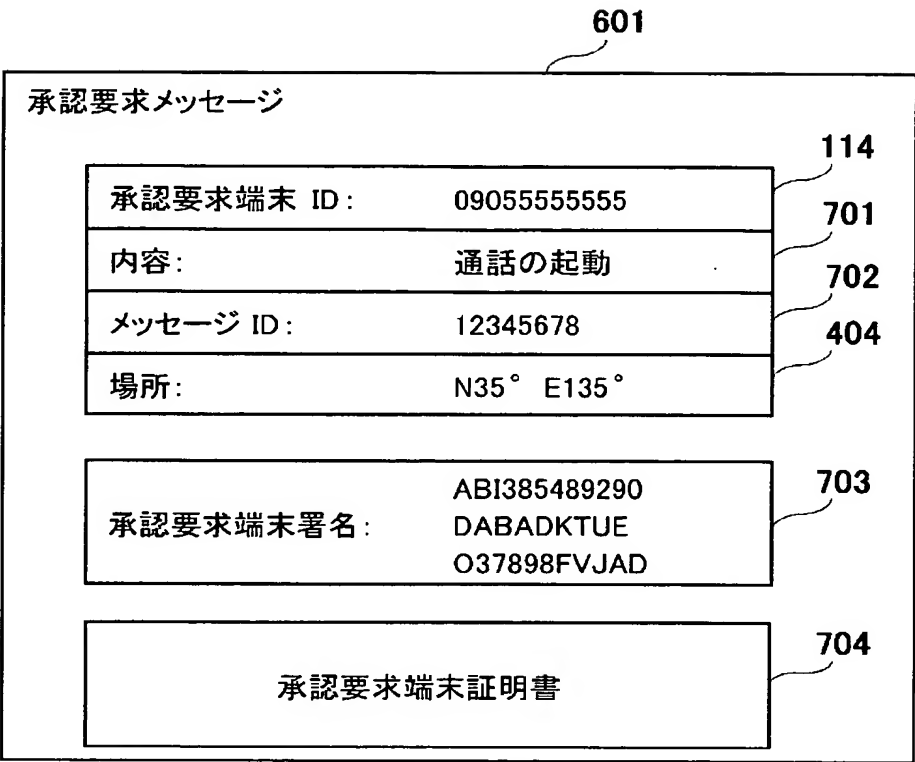 601
承認要求メッセージ
114
承認要求端末 ID: 09055555555
701
内容: 通話の起動
702
メッセージ ID: 12345678
404
場所: N35° E135°
703
ABI385489290
承認要求端末署名: DABADKTUE
O37898FVJAD
704
承認要求端末証明書